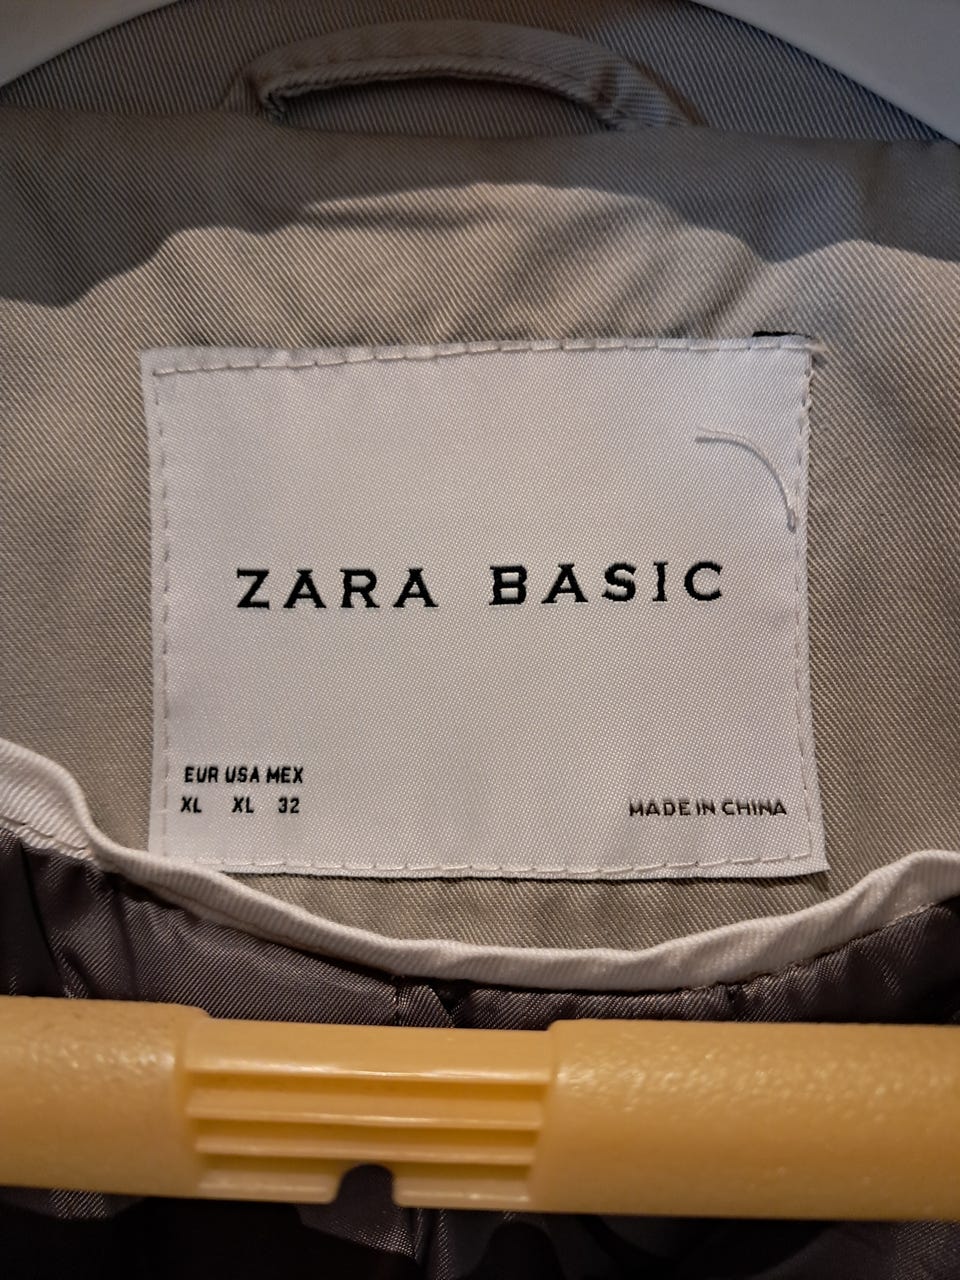 ZARA BASIC
EUR USA MEX
XL XL 32
MADE IN CHINA